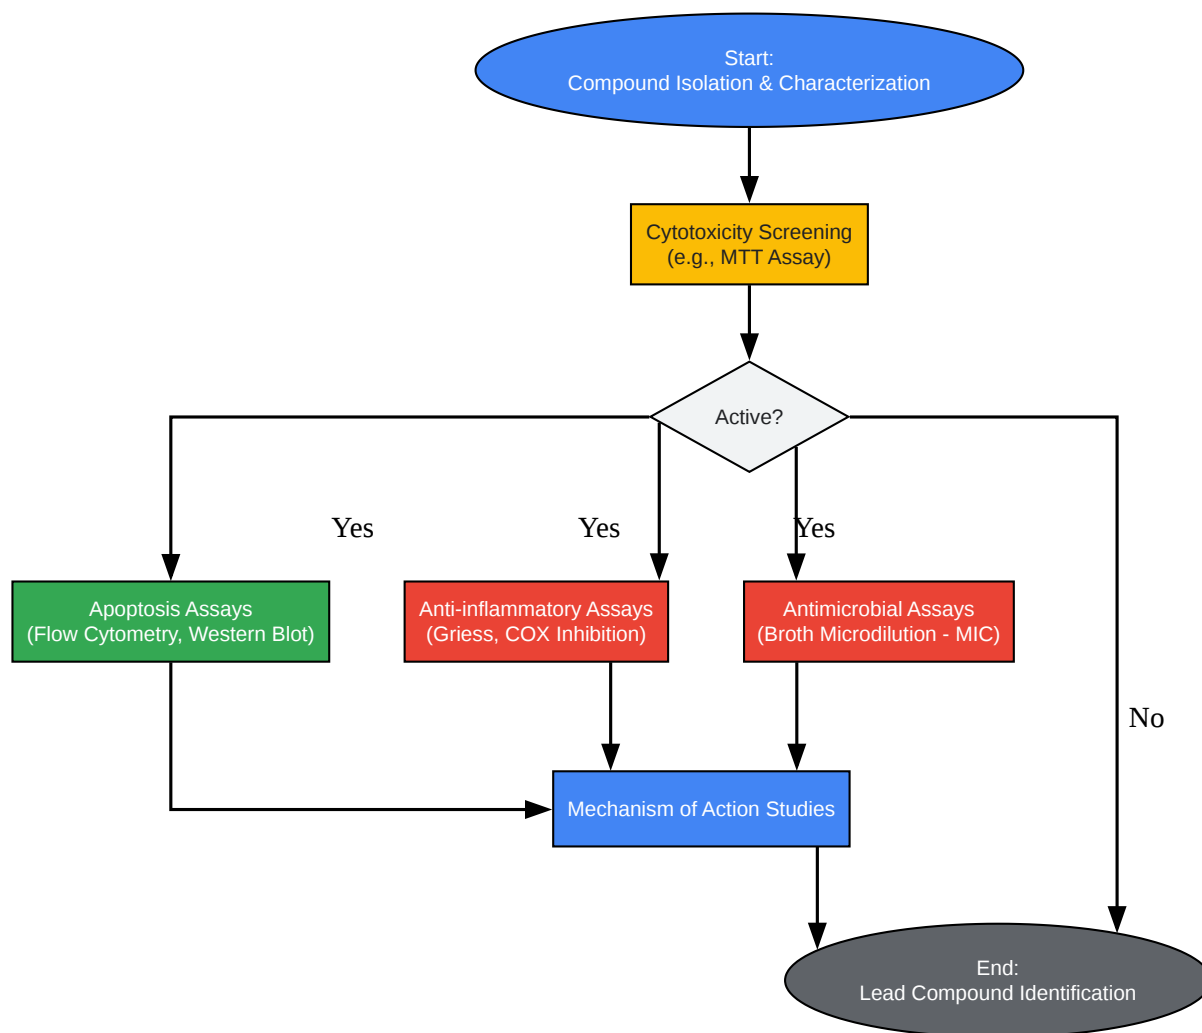 Start:
Compound Isolation & Characterization
Cytotoxicity Screening
(e.g., MTT Assay)
Active?
Yes
Yes
Yes
Apoptosis Assays
(Flow Cytometry, Western Blot)
Anti-inflammatory Assays
(Griess, COX Inhibition)
Antimicrobial Assays
(Broth Microdilution - MIC)
No
Mechanism of Action Studies
End:
Lead Compound Identification